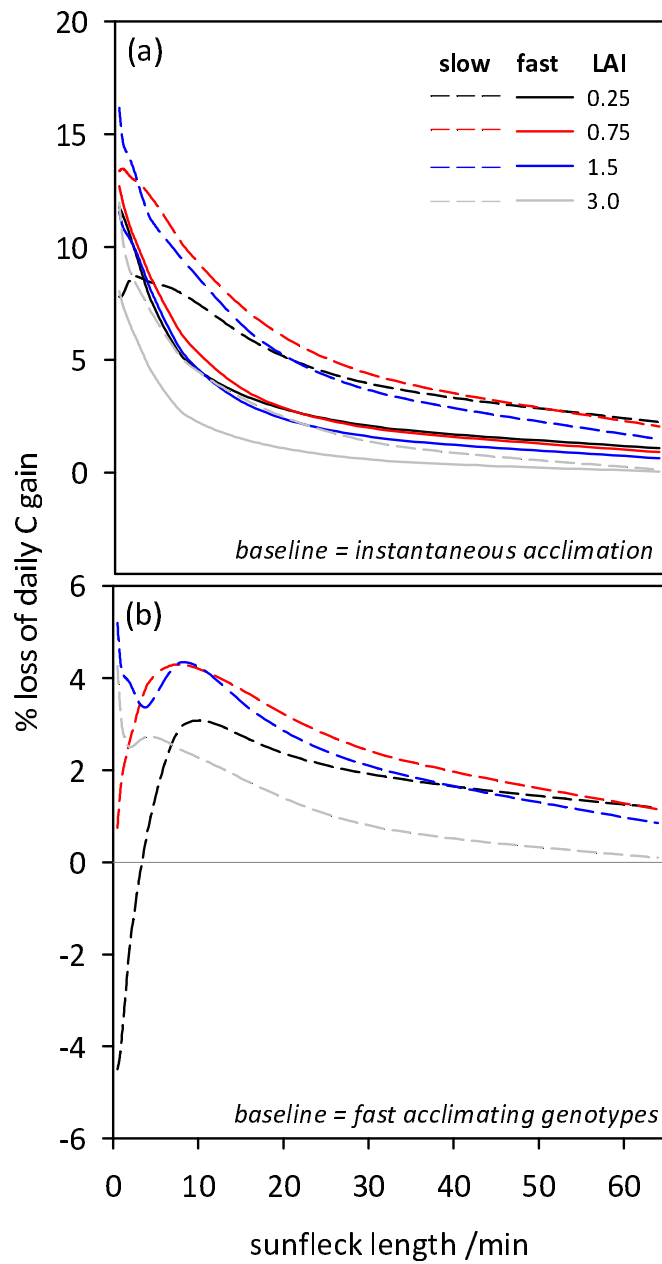 % loss of daily C gain
20
15
10
5
0
(a)
slow fast LAI
0.25
0.75
1.5
3.0
baseline = instantaneous acclimation
6
4
2
0
-2
-4
-6
(b)
baseline = fast acclimating genotypes
0 10 20 30 40 50 60
sunfleck length /min